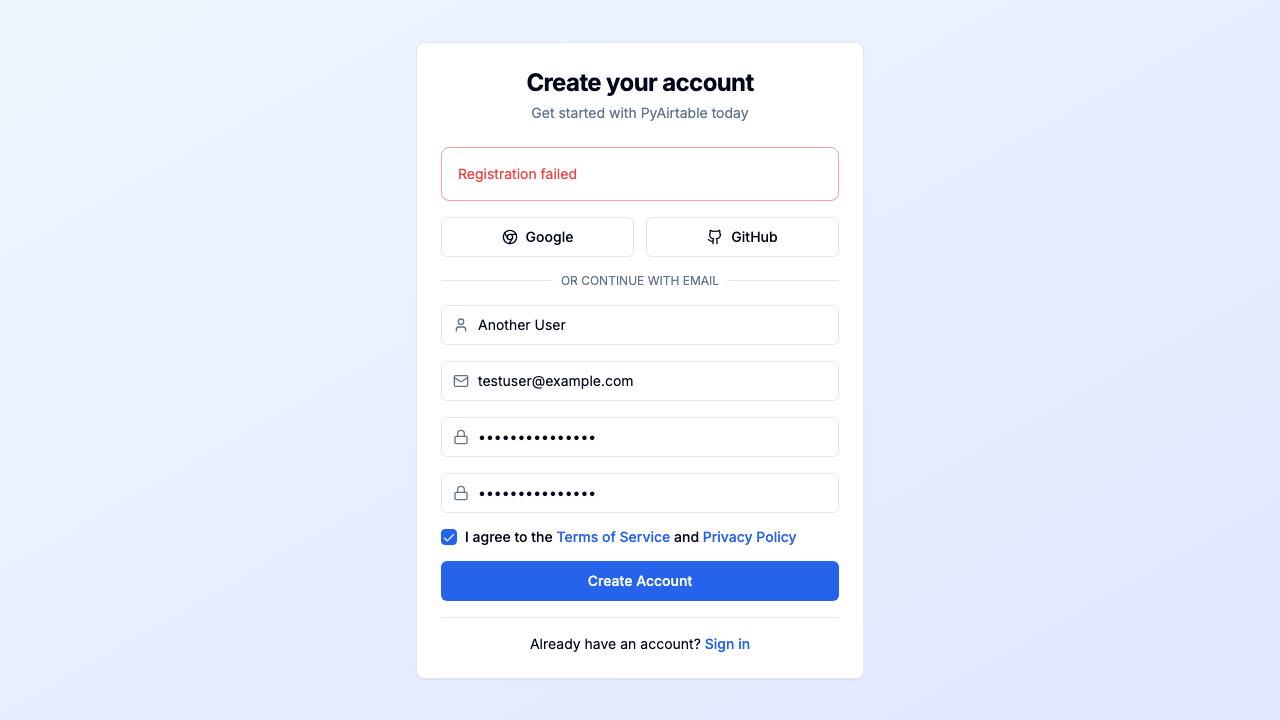 Create your account
Get started with PyAirtable today
Registration failed
Google
GitHub
OR CONTINUE WITH EMAIL
Another User
testuser@example.com
•••••••••••••••
•••••••••••••••
I agree to the Terms of Service and Privacy Policy
Create Account
Already have an account? Sign in